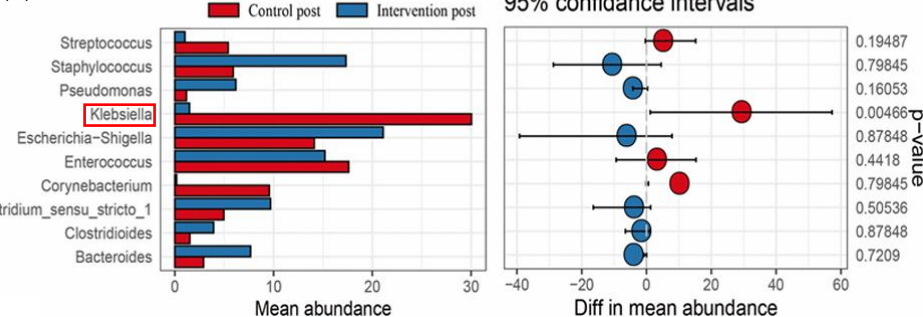 Control post
Intervention post
95% confidance intervals
Streptococcus
Staphylococcus
Pseudomonas
Klebsiella
Escherichia-Shigella
Enterococcus
Corynebacterium
tridium_sensu_stricto_1
Clostridioides
Bacteroides
0
10
20
30
Mean abundance
0.19487
0.79845
0.16053
0.00466
0.87848
0.4418
0.79845
0.50536
0.87848
0.7209
p-value
−40
−20
0
20
40
60
Diff in mean abundance